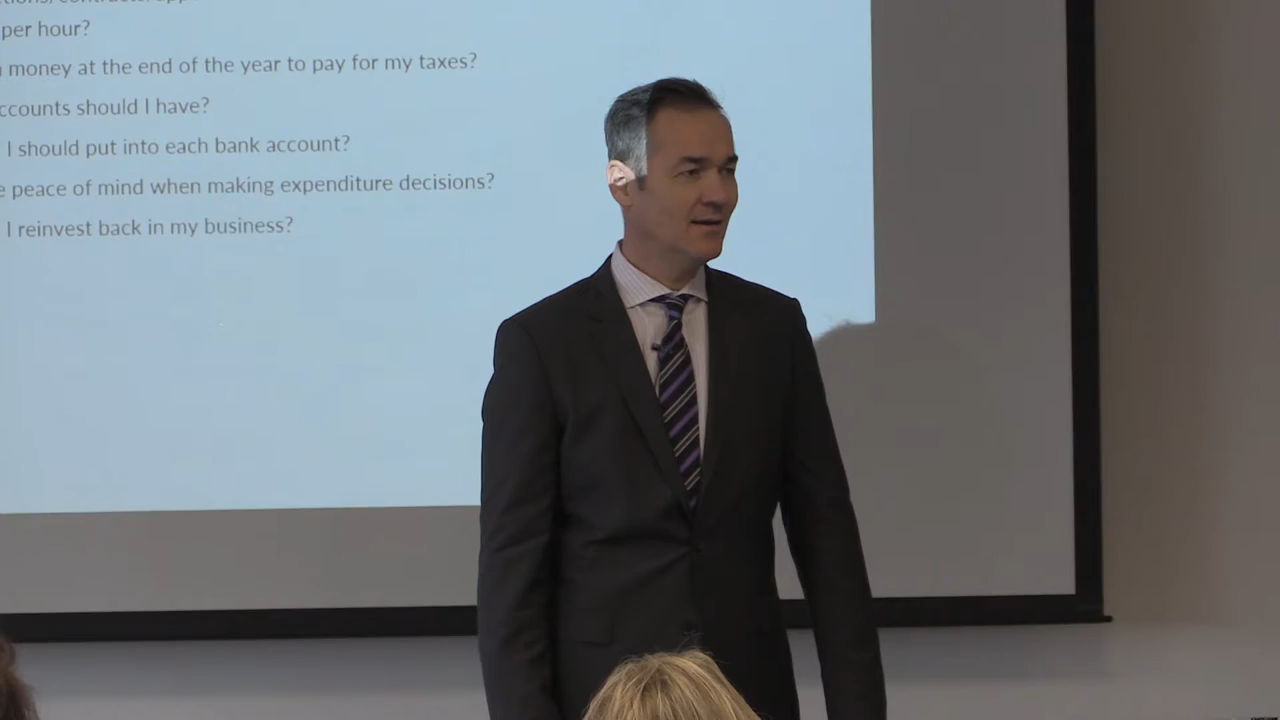 per hour?
money at the end of the year to pay for my taxes?
accounts should I have?
I should put into each bank account?
peace of mind when making expenditure decisions?
I reinvest back in my business?